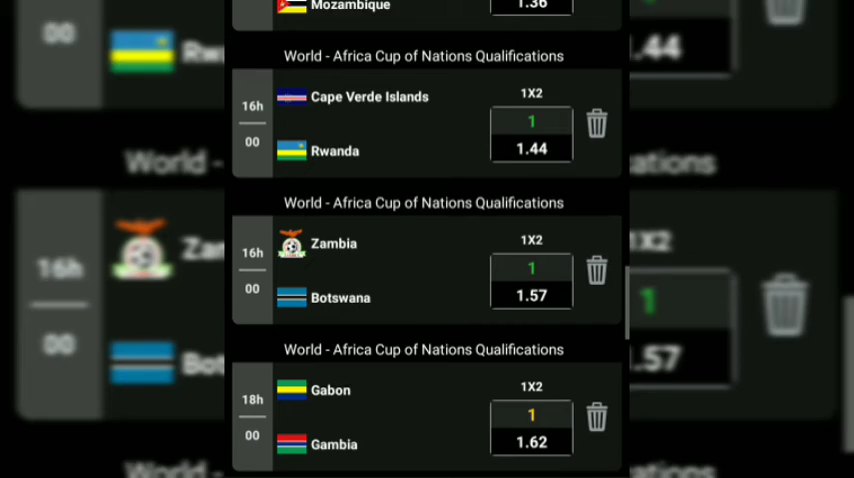 Mozambique
1.36
World - Africa Cup of Nations Qualifications
16h
00
Cape Verde Islands
Rwanda
1X2
1
1.44
World - Africa Cup of Nations Qualifications
16h
00
Zambia
Botswana
1X2
1
1.57
World - Africa Cup of Nations Qualifications
18h
00
Gabon
Gambia
1X2
1
1.62